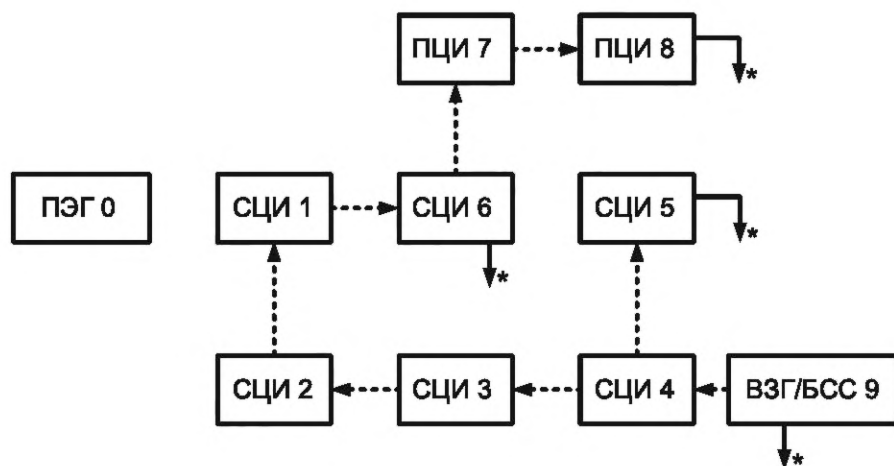 ПЦИ 7
ПЦИ 8
*
ПЭГ 0
СЦИ 1
СЦИ 6
СЦИ 5
*
*
СЦИ 2
СЦИ 3
СЦИ 4
ВЗГ/БСС 9
*